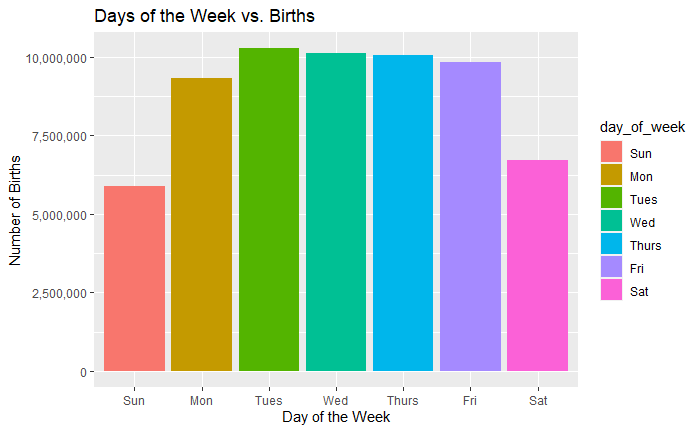 Days of the Week vs. Births
Number of Births
10,000,000
7,500,000
5,000,000
2,500,000
0
Sun Mon Tues Wed Thurs Fri Sat
Day of the Week
day_of_week
Sun
Mon
Tues
Wed
Thurs
Fri
Sat